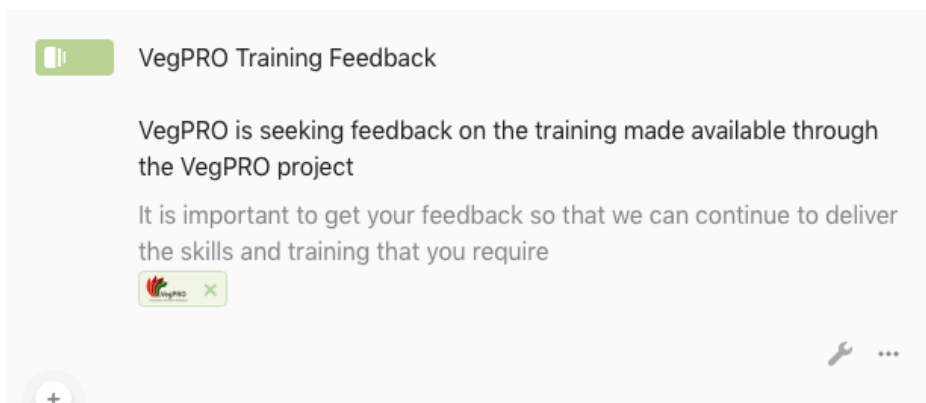 VegPRO Training Feedback
VegPRO is seeking feedback on the training made available through
the VegPRO project
It is important to get your feedback so that we can continue to deliver
the skills and training that you require
VegPRO